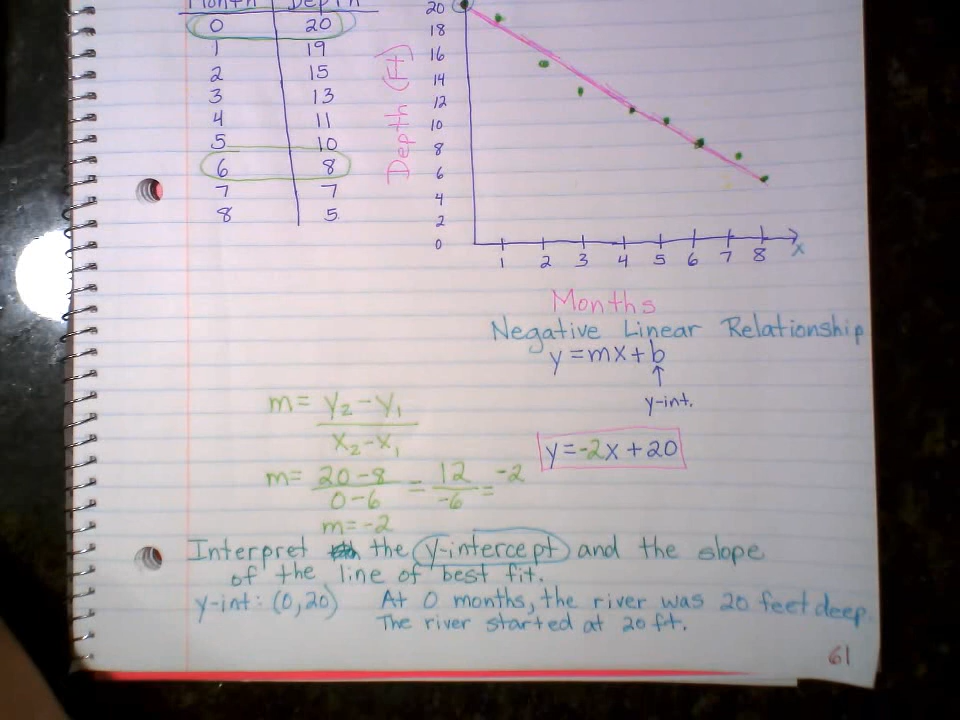 Month Depth
0 20
1 19
2 15
3 13
4 11
5 10
6 8
7 7
8 5
Depth (Ft)
20
18
16
14
12
10
8
6
4
2
0
1 2 3 4 5 6 7 8 x
Months
Negative Linear Relationship
y = mx + b
y-int.
m = y₂ - y₁
x₂ - x₁
y = -2x + 20
m = 20 - 8 = 12 = -2
0 - 6 -6
m = -2
Interpret the y-intercept and the slope
of the line of best fit.
y-int: (0, 20) At 0 months, the river was 20 feet deep.
The river started at 20 ft.
61